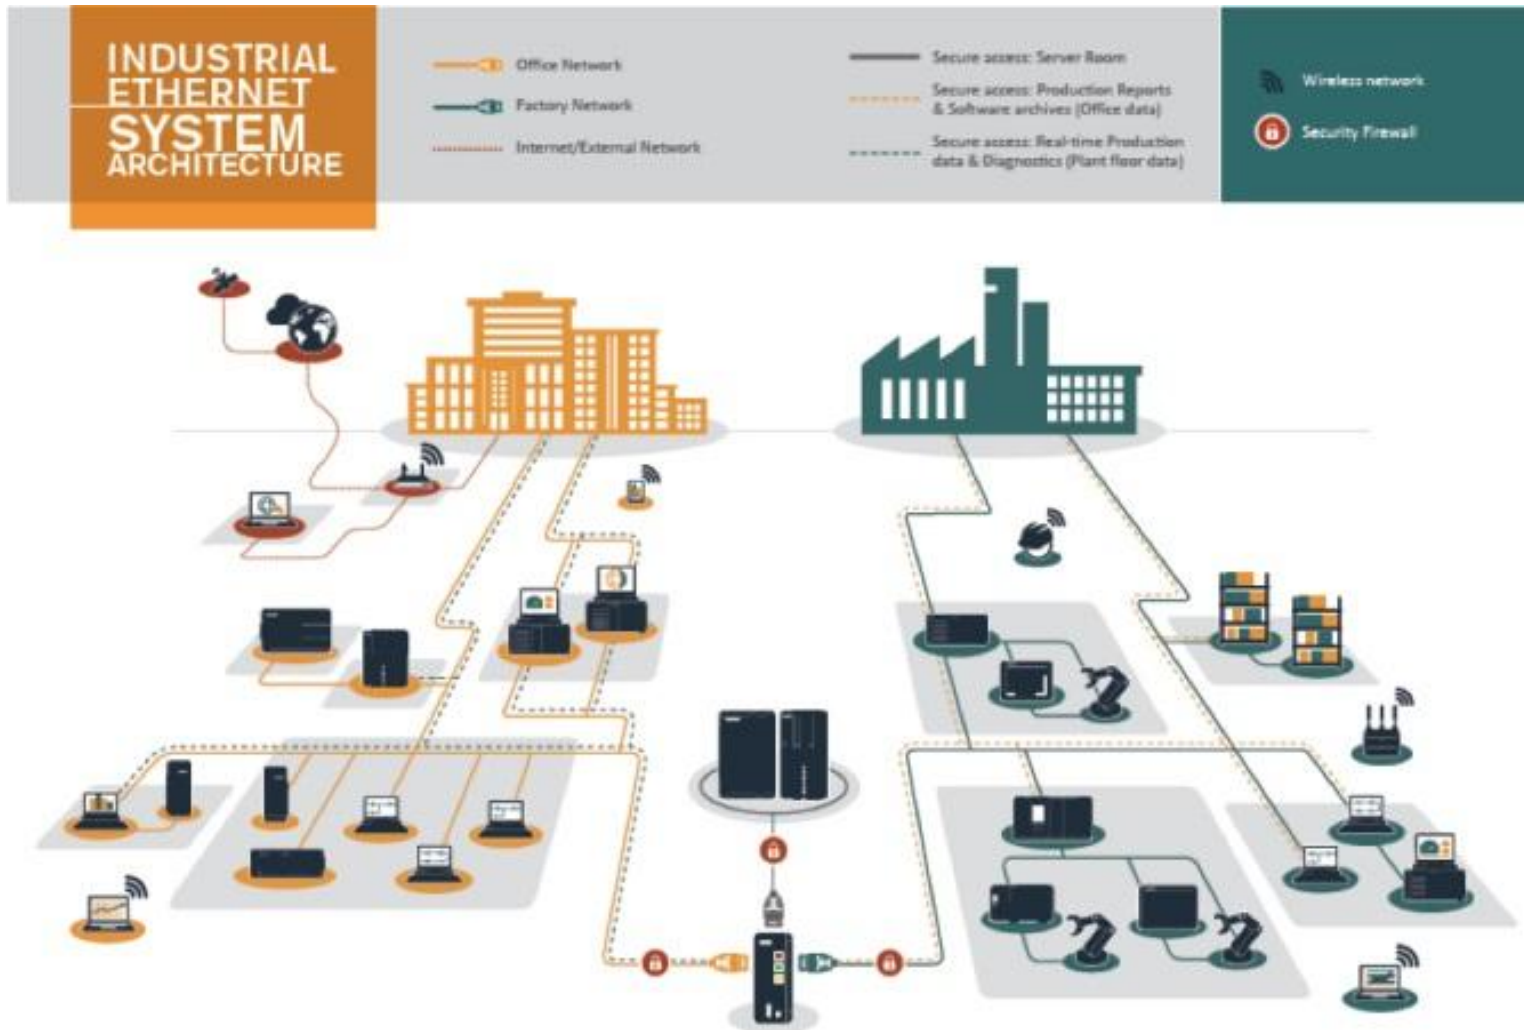 INDUSTRIAL
ETHERNET
SYSTEM
ARCHITECTURE
Office Network
Factory Network
Internet/External Network
Secure access: Server Room
Secure access: Production Reports
& Software archives (Office data)
Secure access: Real-time Production
data & Diagnostics (Plant floor data)
Wireless network
Security Firewall